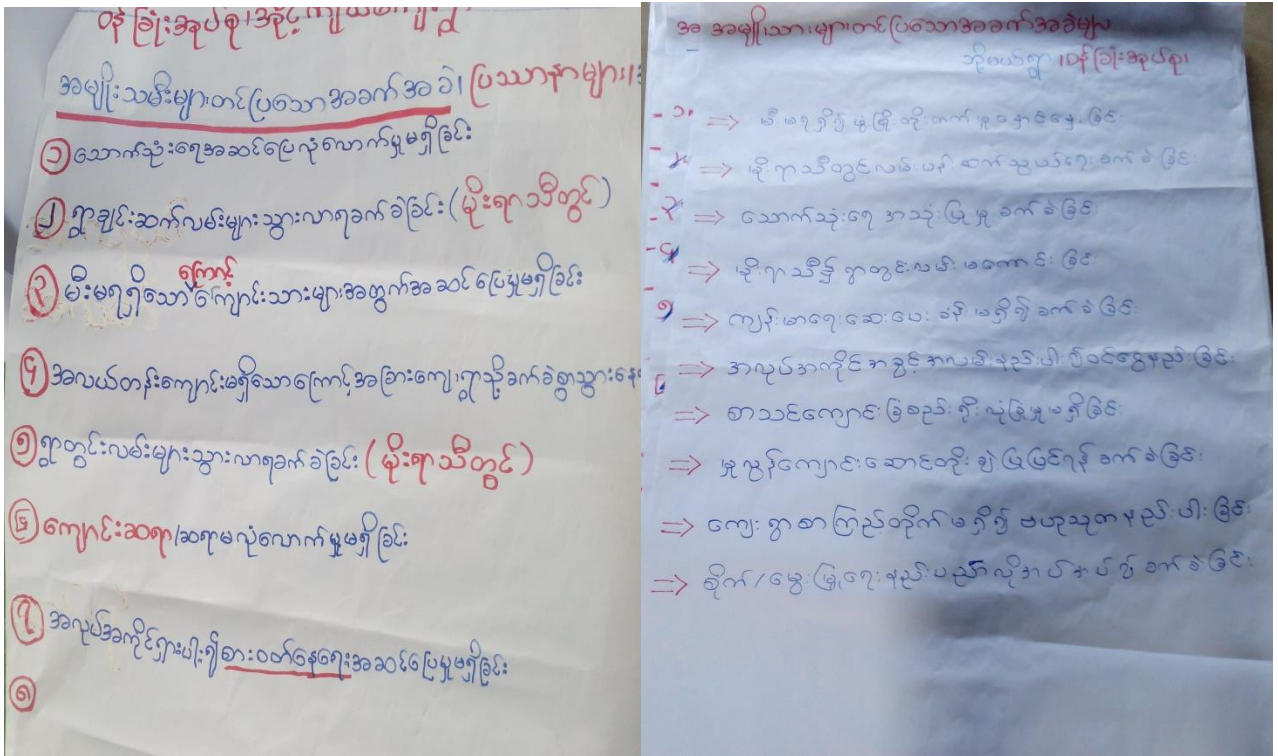 ဝန်ခြုံးအုပ်စု၊
အမျိုးသမီးများတင်ပြသောအခက်အခဲ၊ ပြဿာနာများ၊
၁ သောက်သုံးရေအဆင်ပြေလုံလောက်မှုမရှိခြင်း
၂ ရွာချင်းဆက်လမ်းများသွားလာရခက်ခဲခြင်း (မိုးရာသီတွင်)
ကြောင့်
၃ မီးမရရှိသော ကျောင်းသားများအတွက်အဆင်ပြေမှုမရှိခြင်း
၄ အလယ်တန်းကျောင်းမရှိသောကြောင့်အခြားကျေးရွာသို့ခက်ခဲစွာသွားနေ
၅ ရွာတွင်းလမ်းများသွားလာရခက်ခဲခြင်း (မိုးရာသီတွင်)
၆ ကျောင်းဆရာ/ဆရာမလုံလောက်မှုမရှိခြင်း
၇ အလုပ်အကိုင်ရှားပါး၍စားဝတ်နေရေးအဆင်ပြေမှုမရှိခြင်း
၈
အ အမျိုးသားများတင်ပြသောအခက်အခဲများ
ဝန်ခြုံးအုပ်စု၊
၁ ⇒ မီးမရရှိ၍ ဖွံ့ဖြိုးတိုးတက်မှုနှောင့်နှေးခြင်း
၂ ⇒ မိုးရာသီတွင်လမ်းပန်းဆက်သွယ်ရေးခက်ခဲခြင်း
၃ ⇒ သောက်သုံးရေ အသုံးပြုမှုခက်ခဲခြင်း
၄ ⇒ မိုးရာသီ၌ ရွာတွင်းလမ်းမကောင်းခြင်း
၅ ⇒ ကျန်းမာရေးဆေးပေးခန်းမရှိ၍ခက်ခဲခြင်း
⇒ အလုပ်အကိုင်အခွင့်အလမ်းနည်းပါး၍ဝင်ငွေနည်းခြင်း
၆ ⇒ စာသင်ကျောင်းခြံစည်းရိုးလုံခြုံမှုမရှိခြင်း
⇒ မူလွန်ကျောင်းဆောင်တိုးချဲ့ပြုပြင်ရန်ခက်ခဲခြင်း
⇒ ကျေးရွာစာကြည့်တိုက်မရှိ၍ ဗဟုသုတနည်းပါးခြင်း
⇒ စိုက်/မွေးမြူရေးနည်းပညာလိုအပ်ချက်ခက်ခဲခြင်း